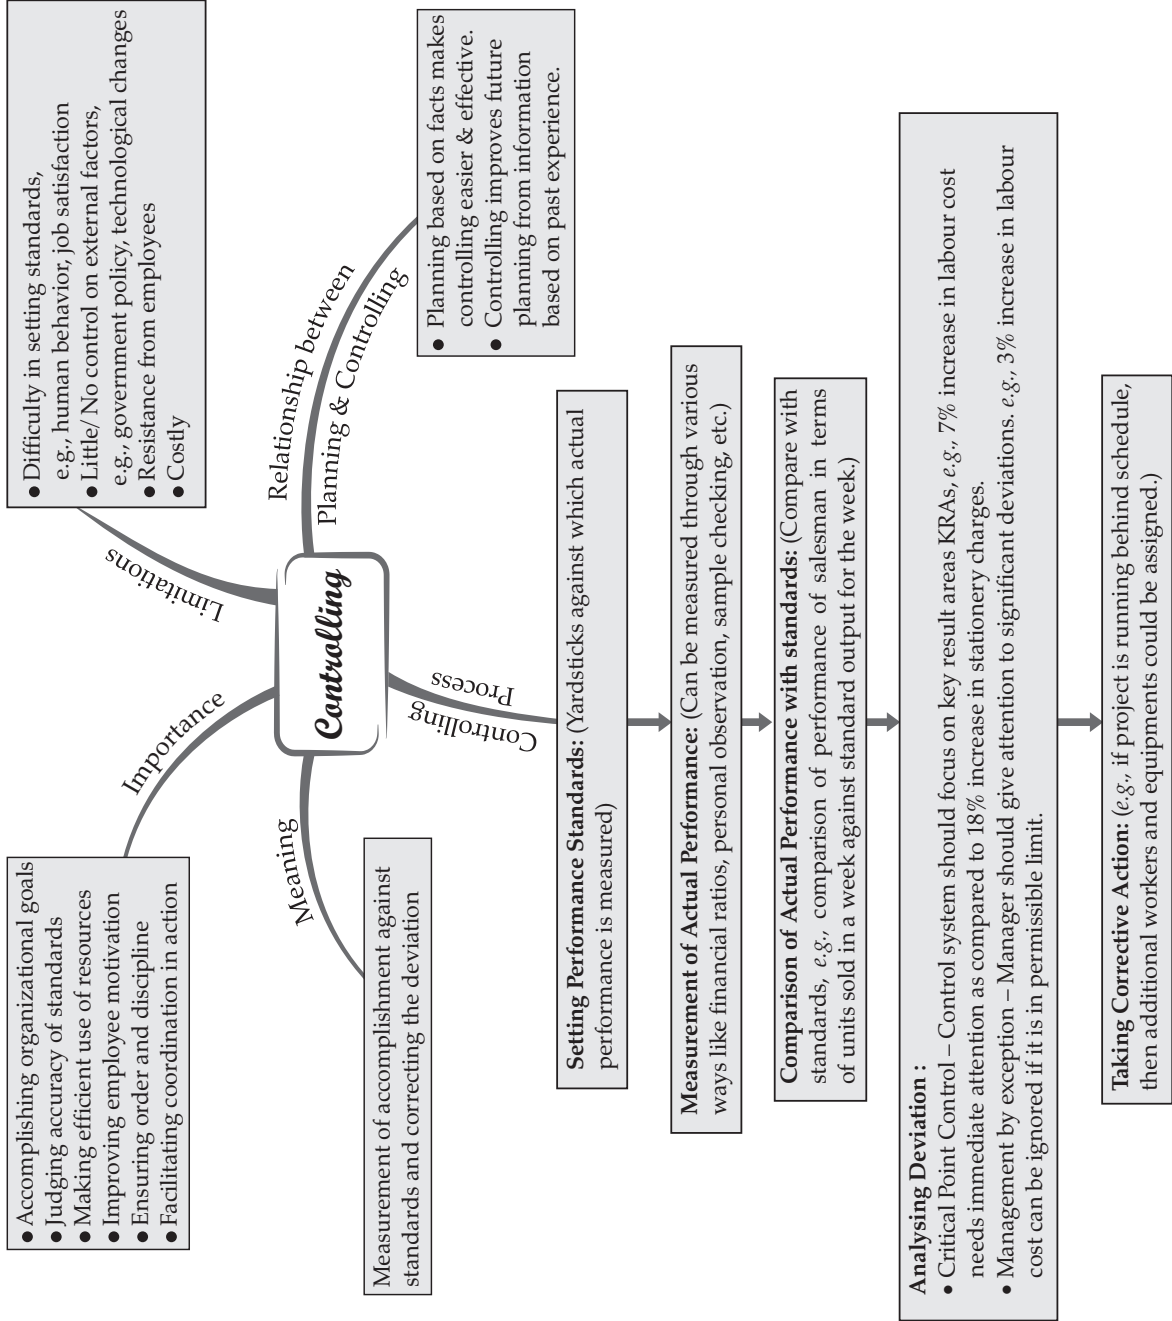 Controlling
Importance
● Accomplishing organizational goals
● Judging accuracy of standards
● Making efficient use of resources
● Improving employee motivation
● Ensuring order and discipline
● Facilitating coordination in action
Limitations
● Difficulty in setting standards,
e.g., human behavior, job satisfaction
● Little/ No control on external factors,
e.g., government policy, technological changes
● Resistance from employees
● Costly
Meaning
Measurement of accomplishment against
standards and correcting the deviation
Relationship between
Planning & Controlling
● Planning based on facts makes
controlling easier & effective.
● Controlling improves future
planning from information
based on past experience.
Controlling
Process
Setting Performance Standards: (Yardsticks against which actual
performance is measured)
Measurement of Actual Performance: (Can be measured through various
ways like financial ratios, personal observation, sample checking, etc.)
Comparison of Actual Performance with standards: (Compare with
standards, e.g., comparison of performance of salesman in terms
of units sold in a week against standard output for the week.)
Analysing Deviation :
● Critical Point Control – Control system should focus on key result areas KRAs, e.g., 7% increase in labour cost
needs immediate attention as compared to 18% increase in stationery charges.
● Management by exception – Manager should give attention to significant deviations. e.g., 3% increase in labour
cost can be ignored if it is in permissible limit.
Taking Corrective Action: (e.g., if project is running behind schedule,
then additional workers and equipments could be assigned.)